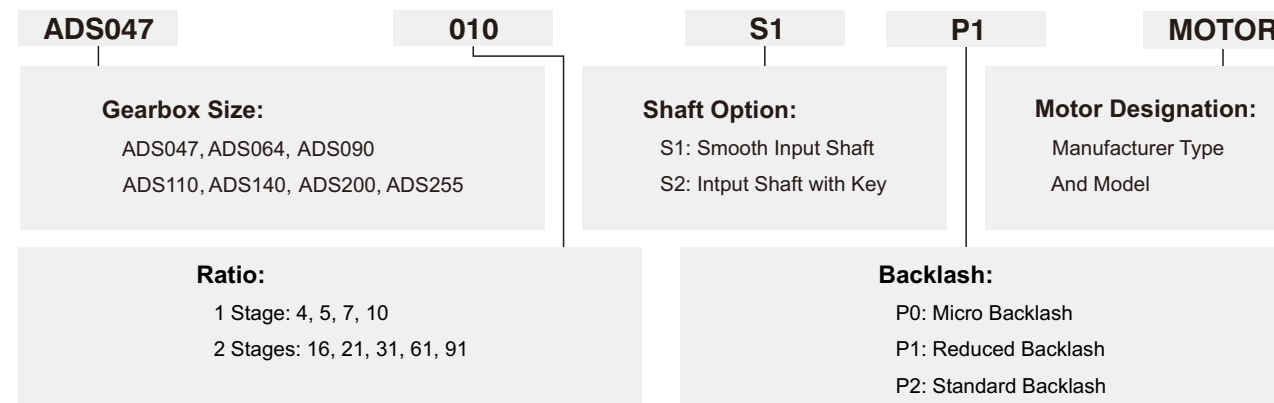 ADS047 010 S1 P1 MOTOR
Gearbox Size:
ADS047, ADS064, ADS090
ADS110, ADS140, ADS200, ADS255
Shaft Option:
S1: Smooth Input Shaft
S2: Intput Shaft with Key
Motor Designation:
Manufacturer Type
And Model
Ratio:
1 Stage: 4, 5, 7, 10
2 Stages: 16, 21, 31, 61, 91
Backlash:
P0: Micro Backlash
P1: Reduced Backlash
P2: Standard Backlash